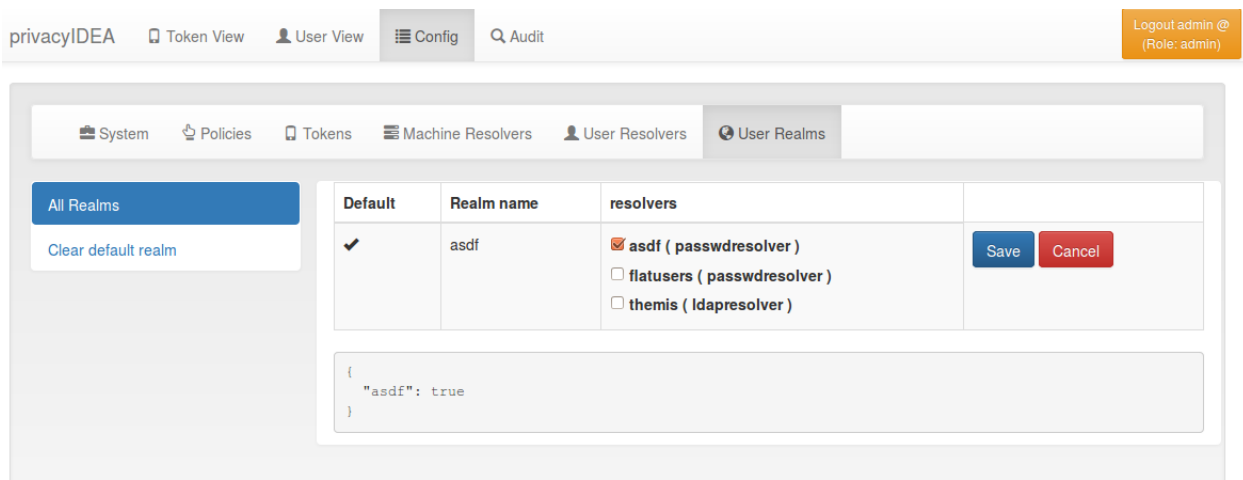 privacyIDEA Token View User View Config Audit Logout admin @
(Role: admin)
System Policies Tokens Machine Resolvers User Resolvers User Realms
All Realms
Clear default realm
Default Realm name resolvers
asdf asdf ( passwdresolver ) Save Cancel
flatusers ( passwdresolver )
themis ( ldapresolver )
{
"asdf": true
}